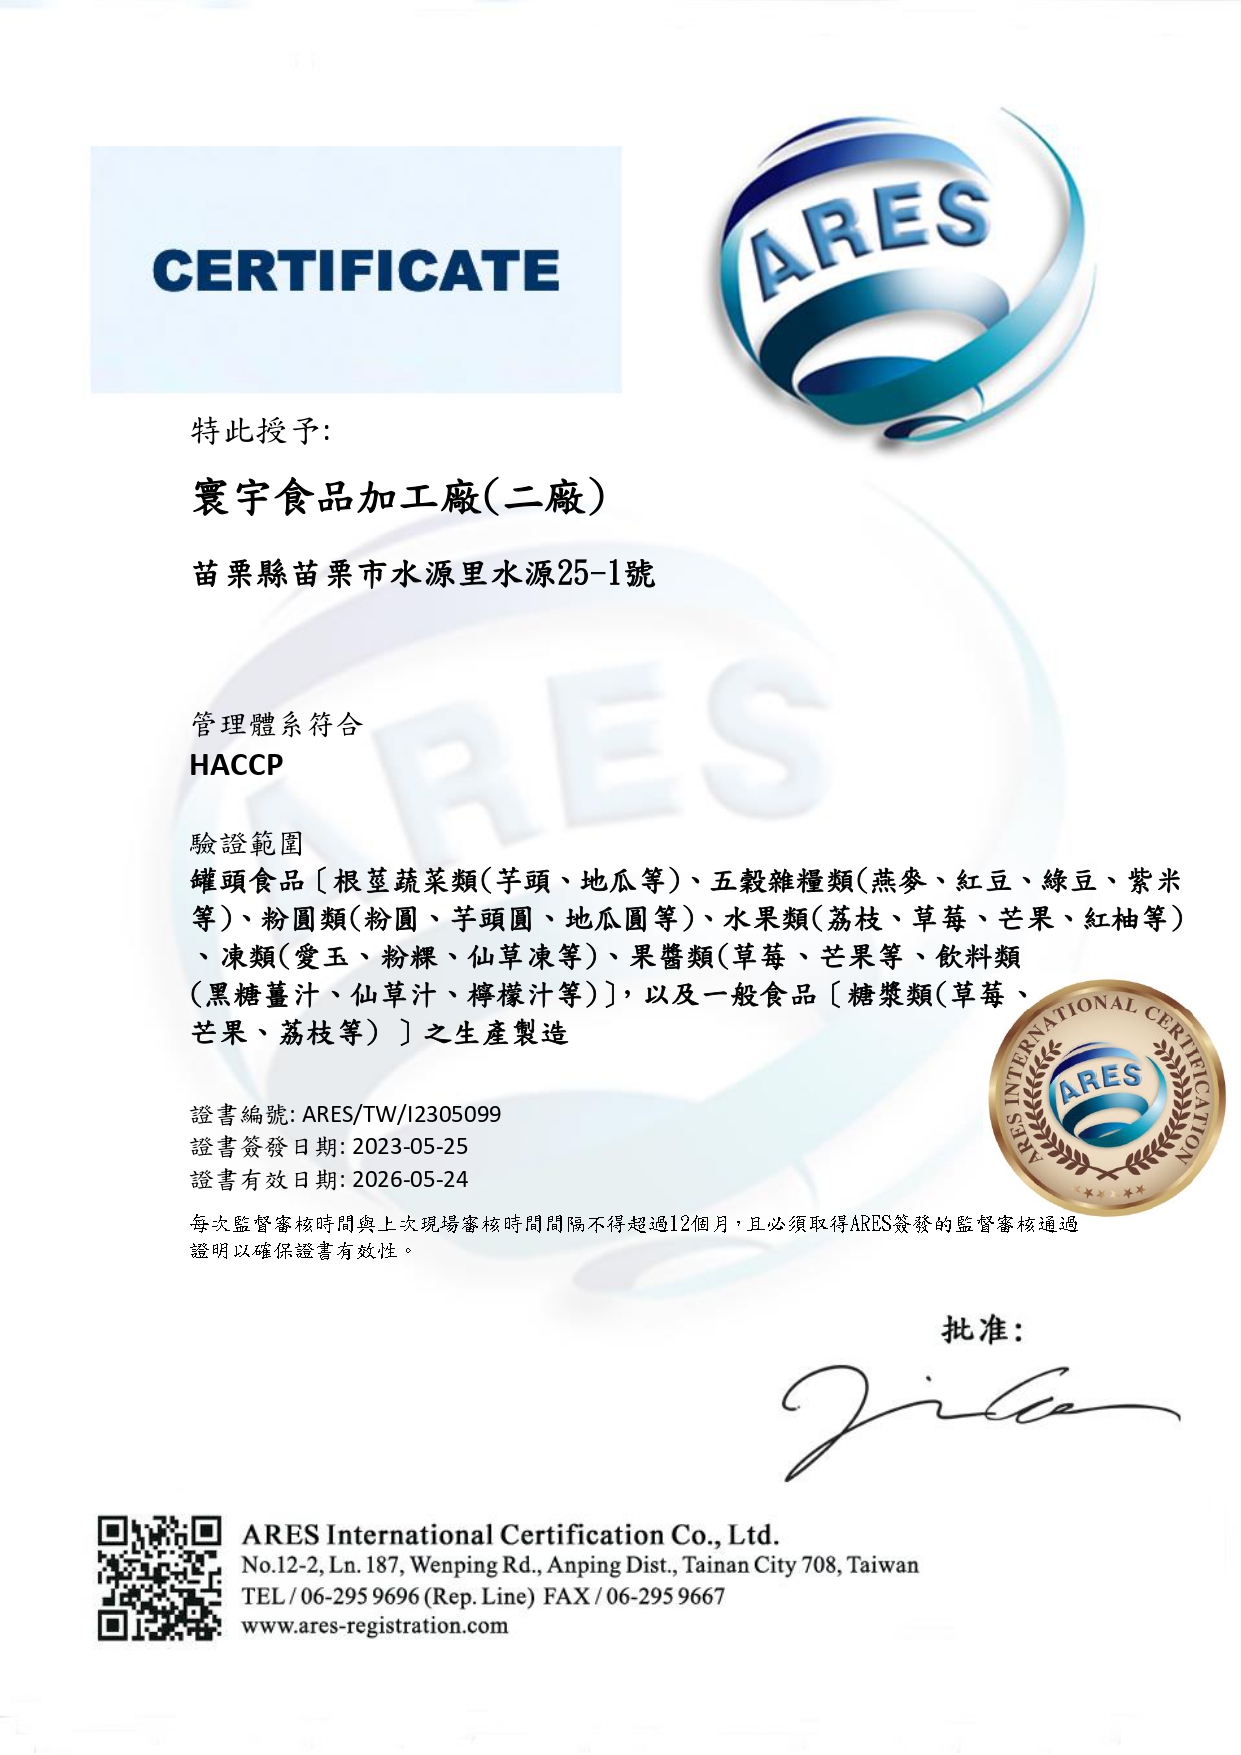 ARES
CERTIFICATE
特此授予:
寰宇食品加工廠(二廠)
苗栗縣苗栗市水源里水源25-1號
管理體系符合
HACCP
驗證範圍
罐頭食品〔根莖蔬菜類(芋頭、地瓜等)、五穀雜糧類(燕麥、紅豆、綠豆、紫米
等)、粉圓類(粉圓、芋頭圓、地瓜圓等)、水果類(荔枝、草莓、芒果、紅柚等)
、凍類(愛玉、粉粿、仙草凍等)、果醬類(草莓、芒果等、飲料類
(黑糖薑汁、仙草汁、檸檬汁等)〕，以及一般食品〔糖漿類(草莓、
芒果、荔枝等) 〕之生產製造
ARES INTERNATIONAL CERTIFICATION
ARES
證書編號: ARES/TW/I2305099
證書簽發日期: 2023-05-25
證書有效日期: 2026-05-24
每次監督審核時間與上次現場審核時間間隔不得超過12個月，且必須取得ARES簽發的監督審核通過
證明以確保證書有效性。
批准:
ARES International Certification Co., Ltd.
No.12-2, Ln. 187, Wenping Rd., Anping Dist., Tainan City 708, Taiwan
TEL / 06-295 9696 (Rep. Line) FAX / 06-295 9667
www.ares-registration.com